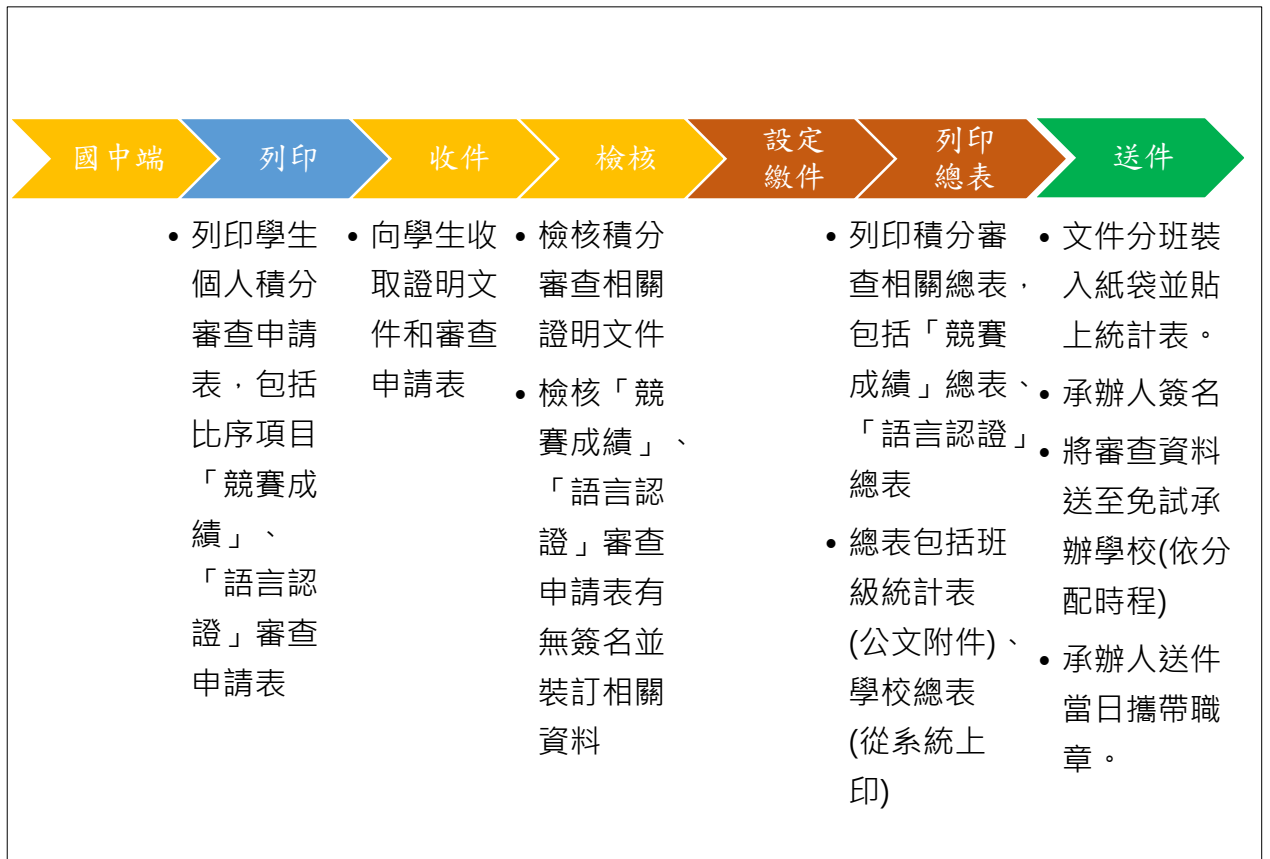 國中端
列印
收件
檢核
設定
繳件
列印
總表
送件
• 列印學生
個人積分
審查申請
表，包括
比序項目
「競賽成
績」、
「語言認
證」審查
申請表
• 向學生收
取證明文
件和審查
申請表
• 檢核積分
審查相關
證明文件
• 檢核「競
賽成績」、
「語言認
證」審查
申請表有
無簽名並
裝訂相關
資料
• 列印積分審
查相關總表，
包括「競賽
成績」總表、
「語言認證」
總表
• 總表包括班
級統計表
(公文附件)、
學校總表
(從系統上
印)
• 文件分班裝
入紙袋並貼
上統計表。
• 承辦人簽名
• 將審查資料
送至免試承
辦學校(依分
配時程)
• 承辦人送件
當日攜帶職
章。